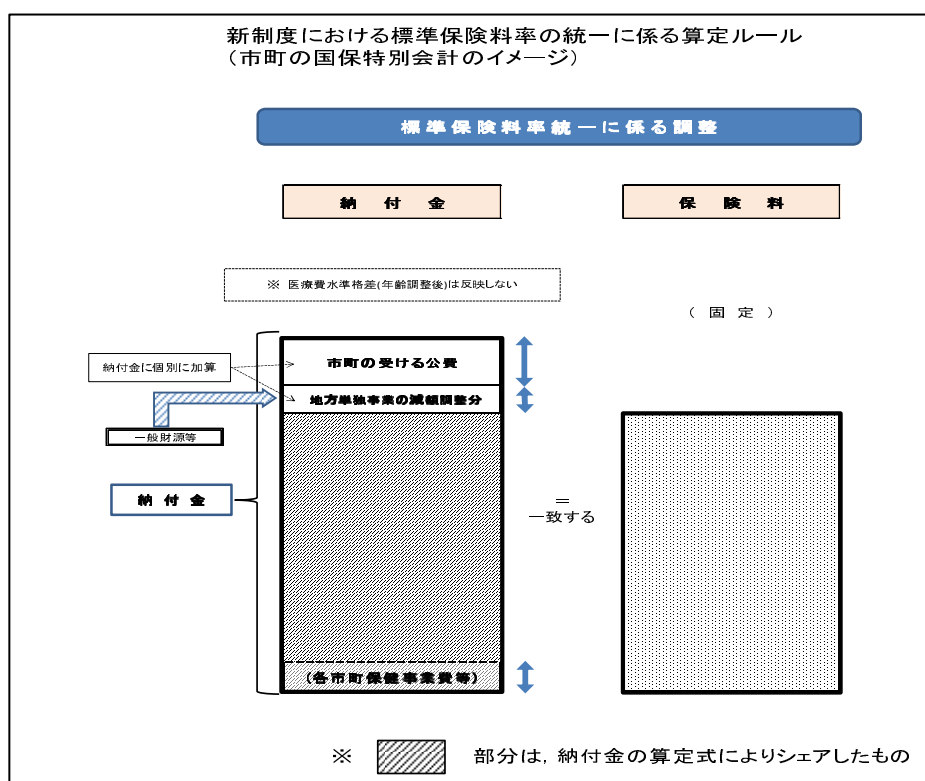 新制度における標準保険料率の統一に係る算定ルール
（市町の国保特別会計のイメージ）
標準保険料率統一に係る調整
納 付 金
保 険 料
※ 医療費水準格差(年齢調整後)は反映しない
（ 固 定 ）
市町の受ける公費
納付金に個別に加算
地方単独事業の減額調整分
一般財源等
納 付 金
＝
一致する
(各市町保健事業費等)
※ 部分は，納付金の算定式によりシェアしたもの